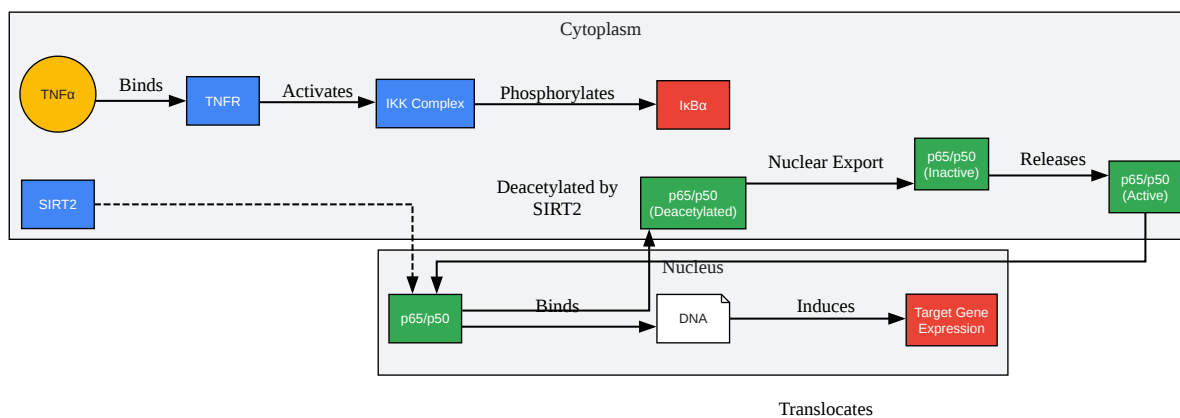 Cytoplasm
TNFα
Binds
TNFR
Activates
IKK Complex
Phosphorylates
IκBα
SIRT2
Deacetylated by
SIRT2
p65/p50
(Deacetylated)
Nuclear Export
p65/p50
(Inactive)
Releases
p65/p50
(Active)
Nucleus
p65/p50
Binds
DNA
Induces
Target Gene
Expression
Translocates